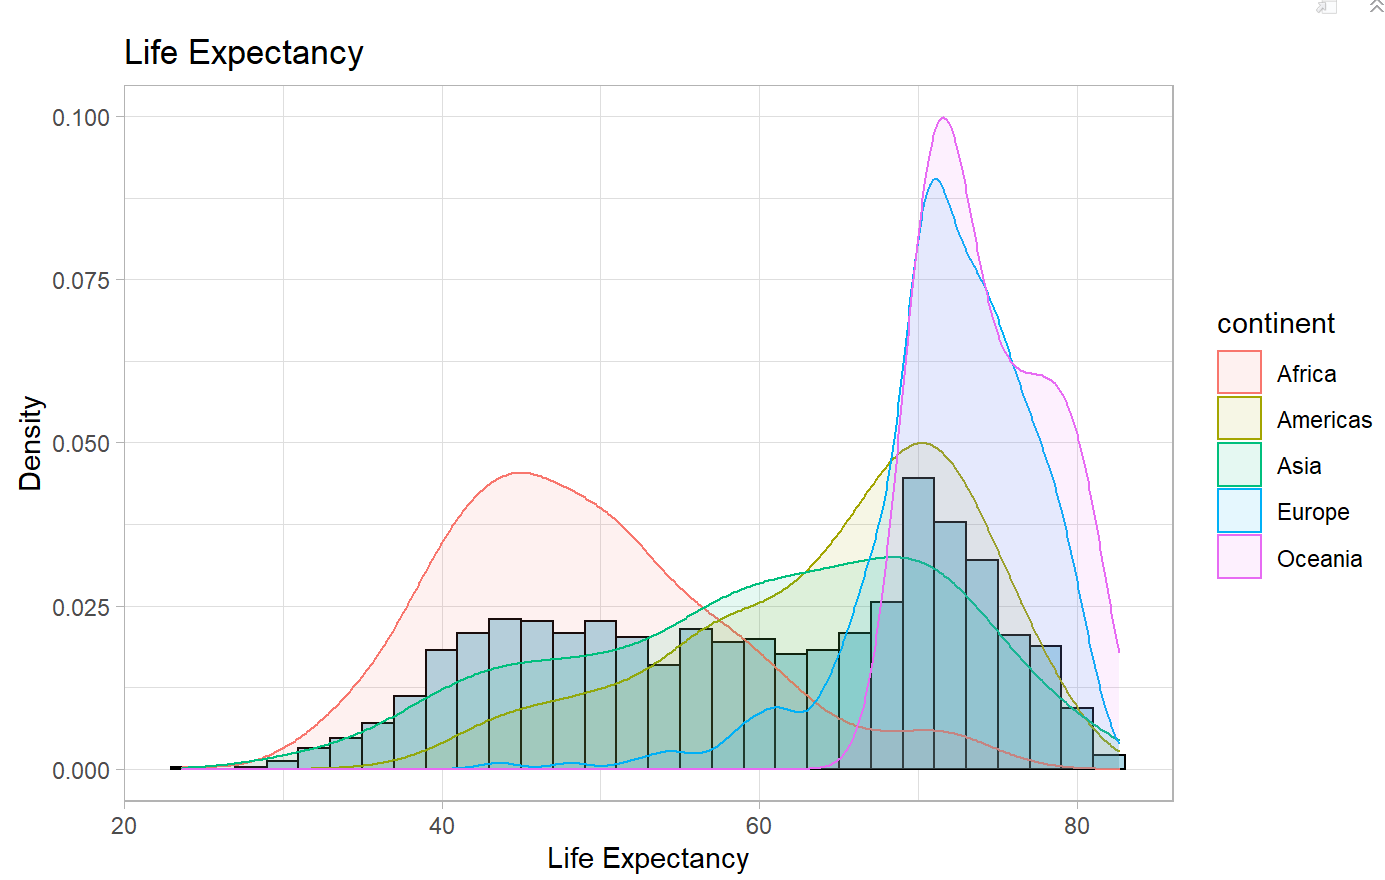 Life Expectancy
0.100
0.075
0.050
0.025
0.000
Density
20 40 60 80
Life Expectancy
continent
Africa
Americas
Asia
Europe
Oceania